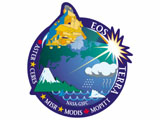 EOS
TERRA
ASTER
CERES
MISR
MODIS
MOPITT
NASA-GSFC